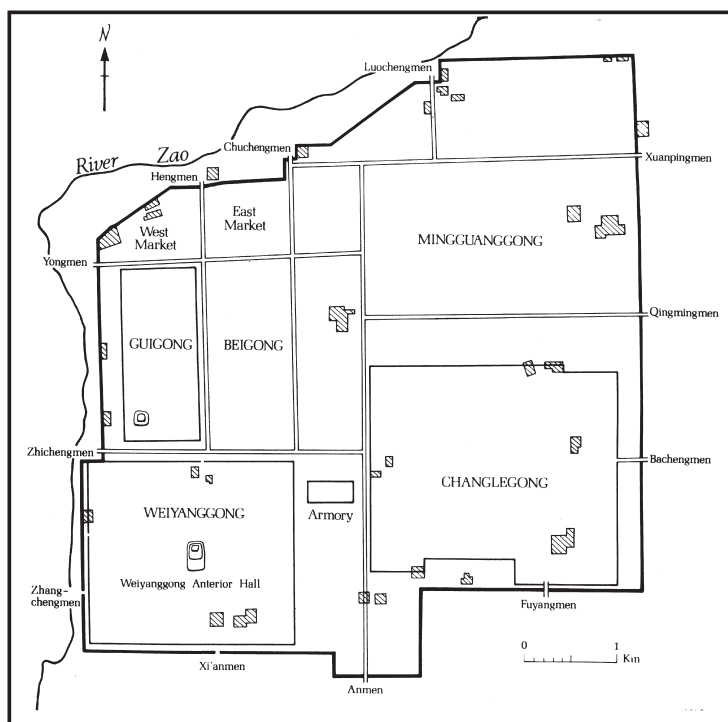 N
Luochengmen
River Zao
Chuchengmen
Xuanpingmen
Hengmen
West
Market
East
Market
MINGGUANGGONG
Yongmen
Qingmingmen
GUIGONG
BEIGONG
Zhichengmen
Bachengmen
CHANGLEGONG
WEIYANGGONG
Armory
Weiyanggong Anterior Hall
Zhang-
chengmen
Fuyangmen
0 1
Km
Xi'anmen
Anmen